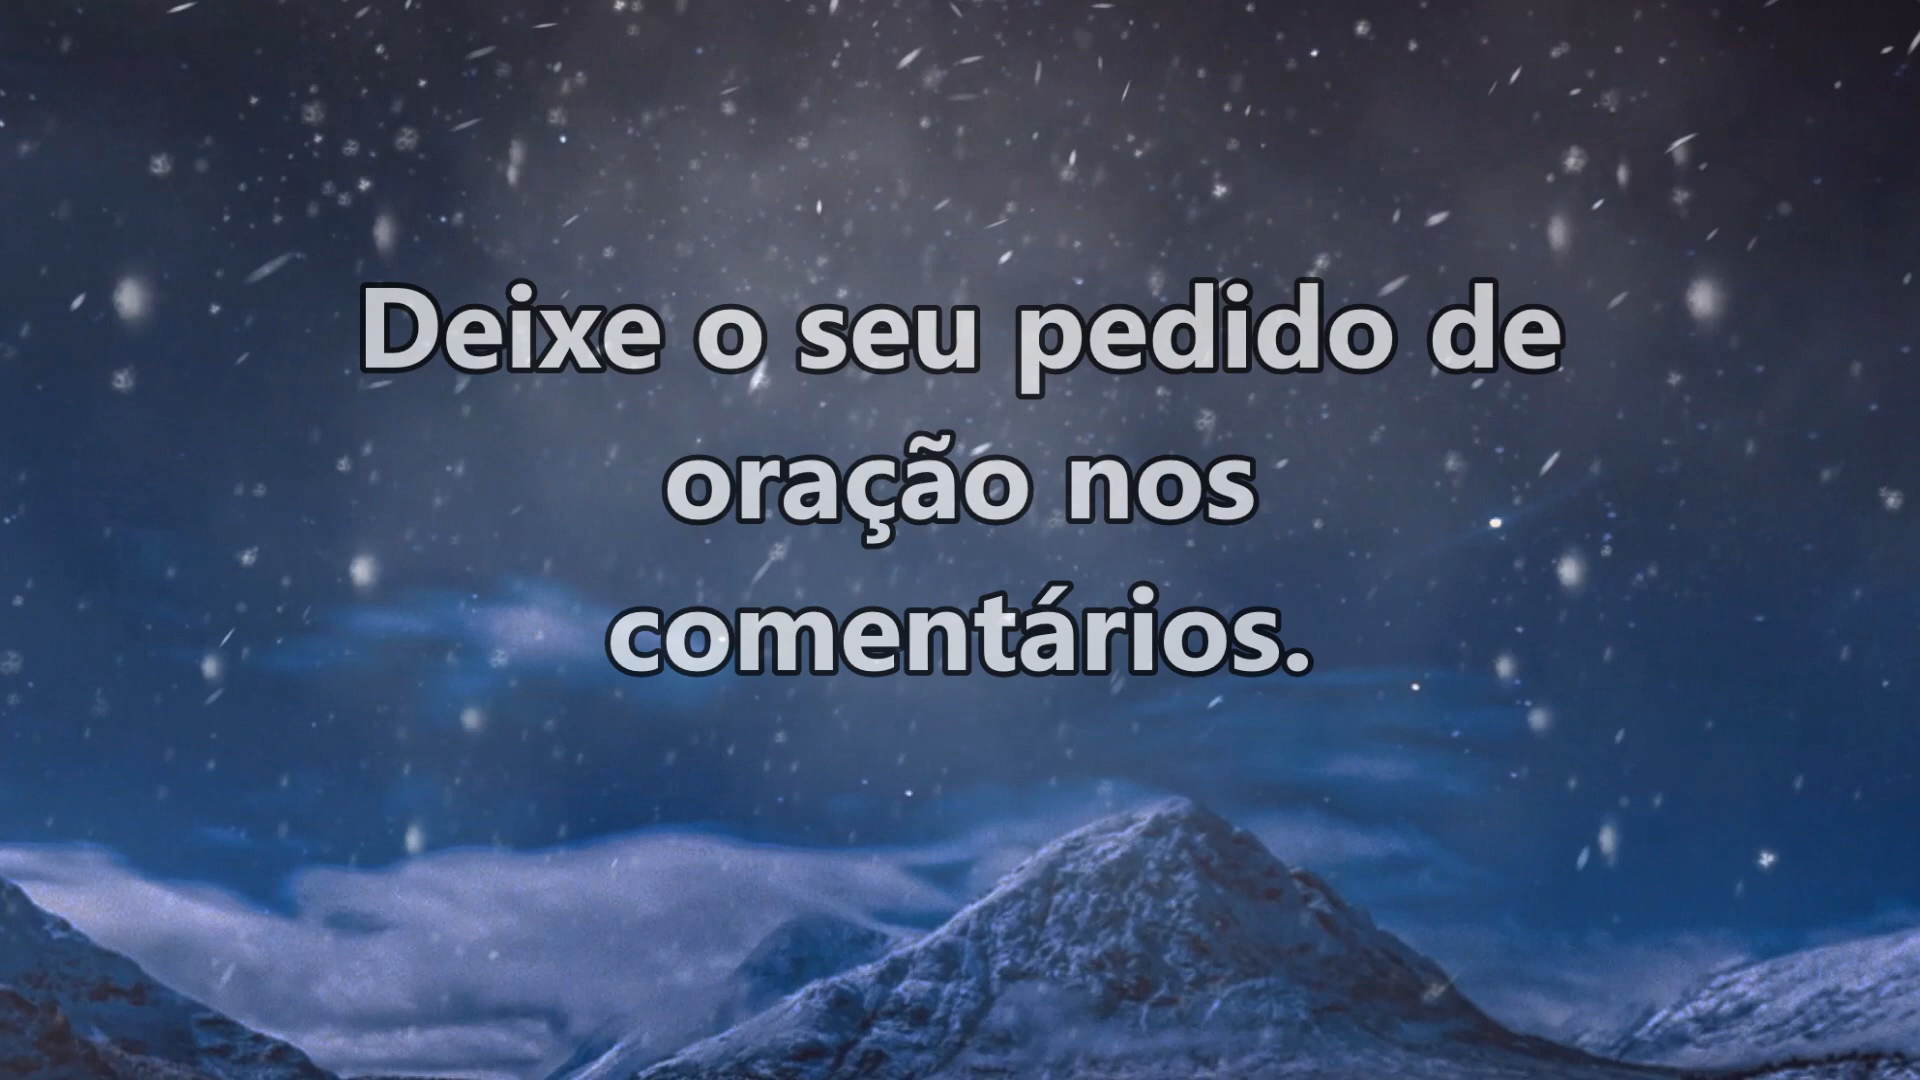 Deixe o seu pedido de
oração nos
comentários.